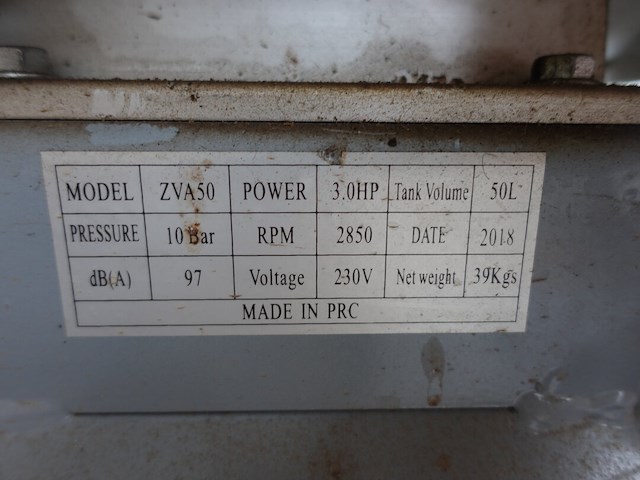 MODEL ZVA50 POWER 3.0HP Tank Volume 50L
PRESSURE 10 Bar RPM 2850 DATE 2018
dB(A) 97 Voltage 230V Net weight 39Kgs
MADE IN PRC